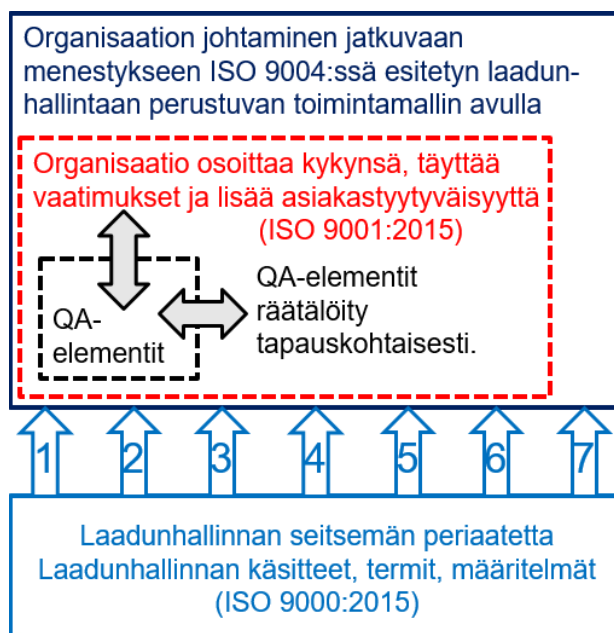 Organisaation johtaminen jatkuvaan
menestykseen ISO 9004:ssä esitetyn laadun-
hallintaan perustuvan toimintamallin avulla
Organisaatio osoittaa kykynsä, täyttää
vaatimukset ja lisää asiakastyytyväisyyttä
(ISO 9001:2015)
QA-
elementit
QA-elementit
räätälöity
tapauskohtaisesti.
1 2 3 4 5 6 7
Laadunhallinnan seitsemän periaatetta
Laadunhallinnan käsitteet, termit, määritelmät
(ISO 9000:2015)